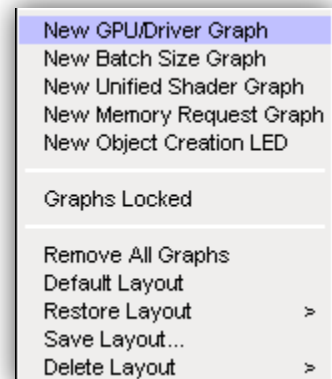 New GPU/Driver Graph
New Batch Size Graph
New Unified Shader Graph
New Memory Request Graph
New Object Creation LED
Graphs Locked
Remove All Graphs
Default Layout
Restore Layout >
Save Layout...
Delete Layout >